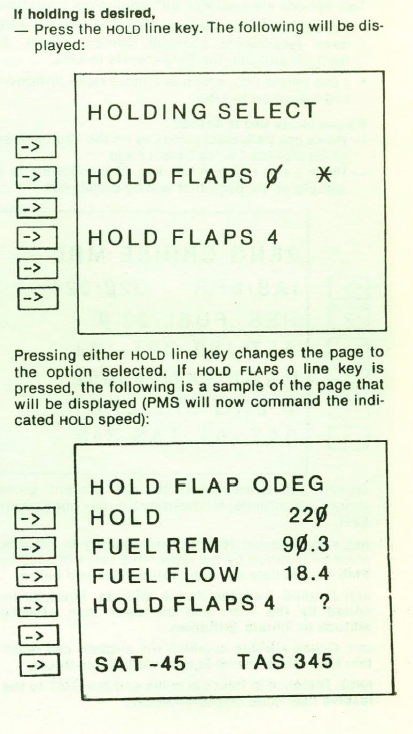 If holding is desired,
— Press the HOLD line key. The following will be dis-
played:
HOLDING SELECT
->
-> HOLD FLAPS 0̸ *
->
-> HOLD FLAPS 4
->
->
Pressing either HOLD line key changes the page to
the option selected. If HOLD FLAPS 0 line key is
pressed, the following is a sample of the page that
will be displayed (PMS will now command the indi-
cated HOLD speed):
HOLD FLAP ODEG
-> HOLD 220̸
-> FUEL REM 90̸.3
-> FUEL FLOW 18.4
-> HOLD FLAPS 4 ?
->
-> SAT -45 TAS 345